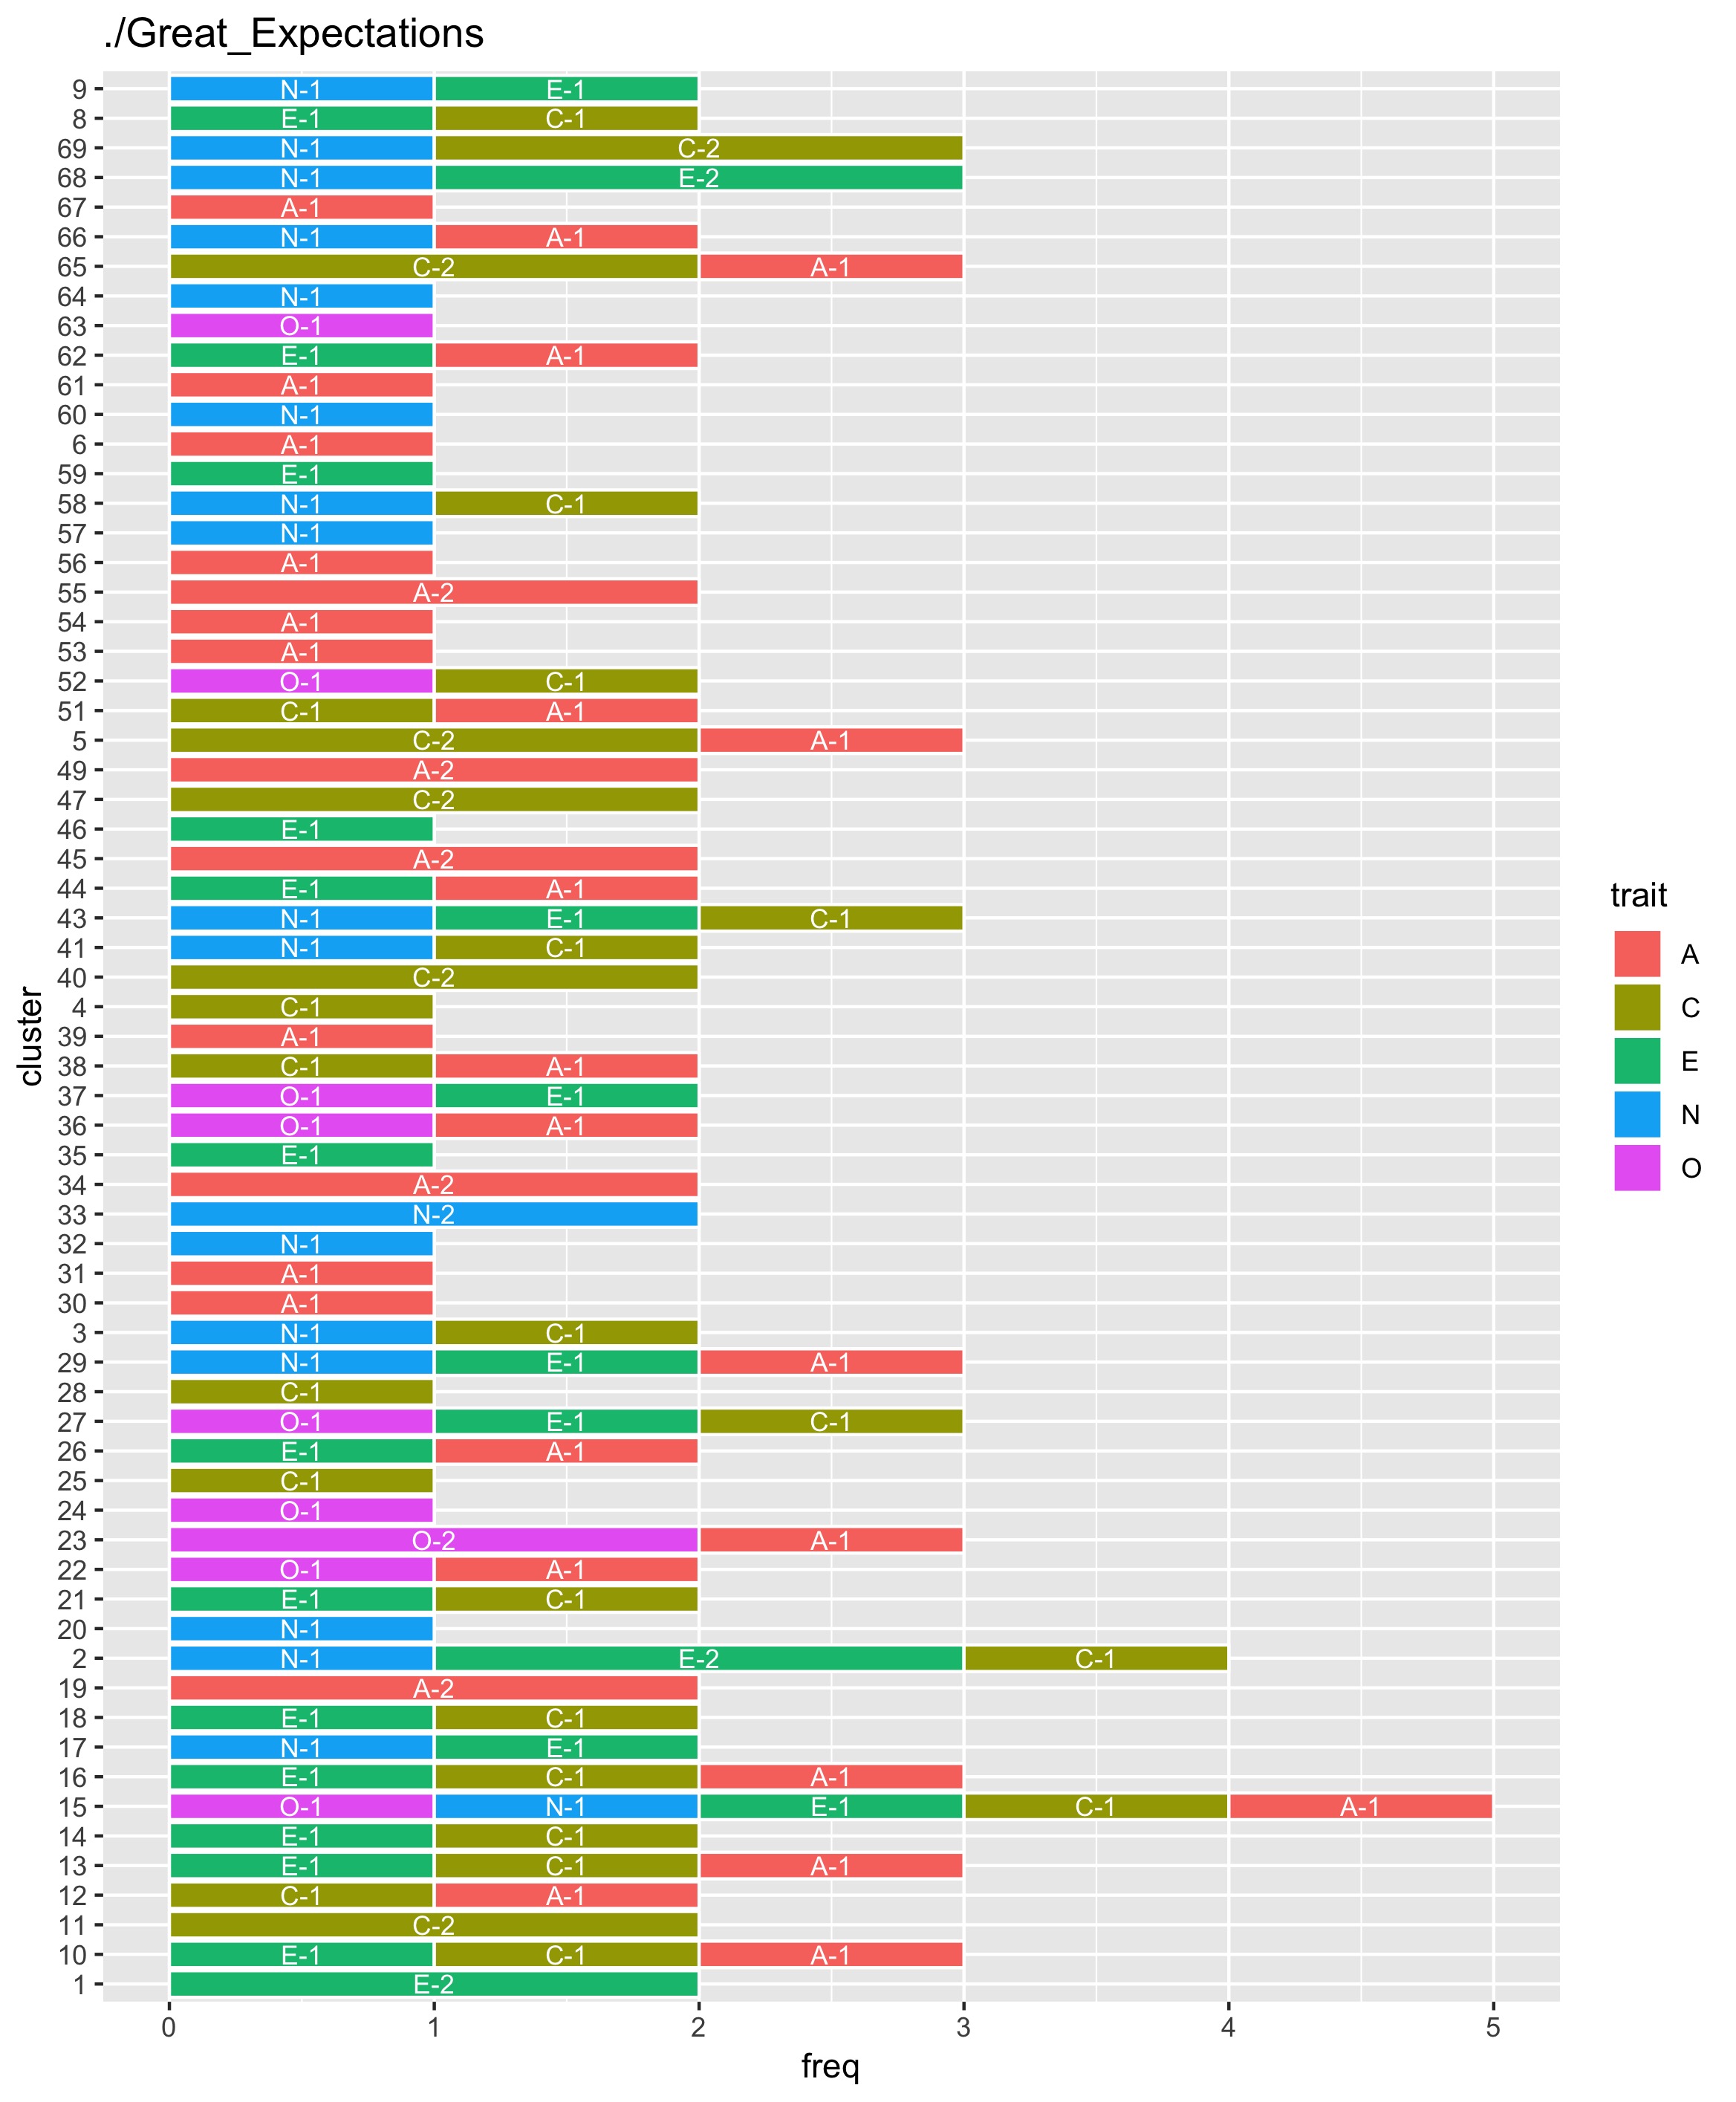 ./Great_Expectations
9 N-1 E-1
8 E-1 C-1
69 N-1 C-2
68 N-1 E-2
67 A-1
66 N-1 A-1
65 C-2 A-1
64 N-1
63 O-1
62 E-1 A-1
61 A-1
60 N-1
6 A-1
59 E-1
58 N-1 C-1
57 N-1
56 A-1
55 A-2
54 A-1
53 A-1
52 O-1 C-1
51 C-1 A-1
5 C-2 A-1
49 A-2
47 C-2
46 E-1
45 A-2
44 E-1 A-1
43 N-1 E-1 C-1
41 N-1 C-1
40 C-2
4 C-1
39 A-1
38 C-1 A-1
37 O-1 E-1
36 O-1 A-1
35 E-1
34 A-2
33 N-2
32 N-1
31 A-1
30 A-1
3 N-1 C-1
29 N-1 E-1 A-1
28 C-1
27 O-1 E-1 C-1
26 E-1 A-1
25 C-1
24 O-1
23 O-2 A-1
22 O-1 A-1
21 E-1 C-1
20 N-1
2 N-1 E-2 C-1
19 A-2
18 E-1 C-1
17 N-1 E-1
16 E-1 C-1 A-1
15 O-1 N-1 E-1 C-1 A-1
14 E-1 C-1
13 E-1 C-1 A-1
12 C-1 A-1
11 C-2
10 E-1 C-1 A-1
1 E-2
0 1 2 3 4 5
freq
cluster
trait
A
C
E
N
O